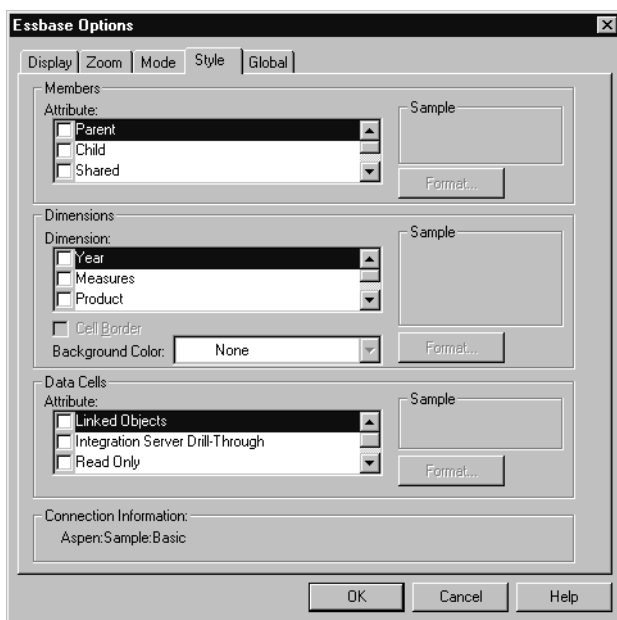 Essbase Options
Display Zoom Mode Style Global
Members
Attribute:
Parent
Child
Shared
Sample
Format...
Dimensions
Dimension:
Year
Measures
Product
Sample
Cell Border
Background Color: None
Format...
Data Cells
Attribute:
Linked Objects
Integration Server Drill-Through
Read Only
Sample
Format...
Connection Information:
Aspen:Sample:Basic
OK Cancel Help